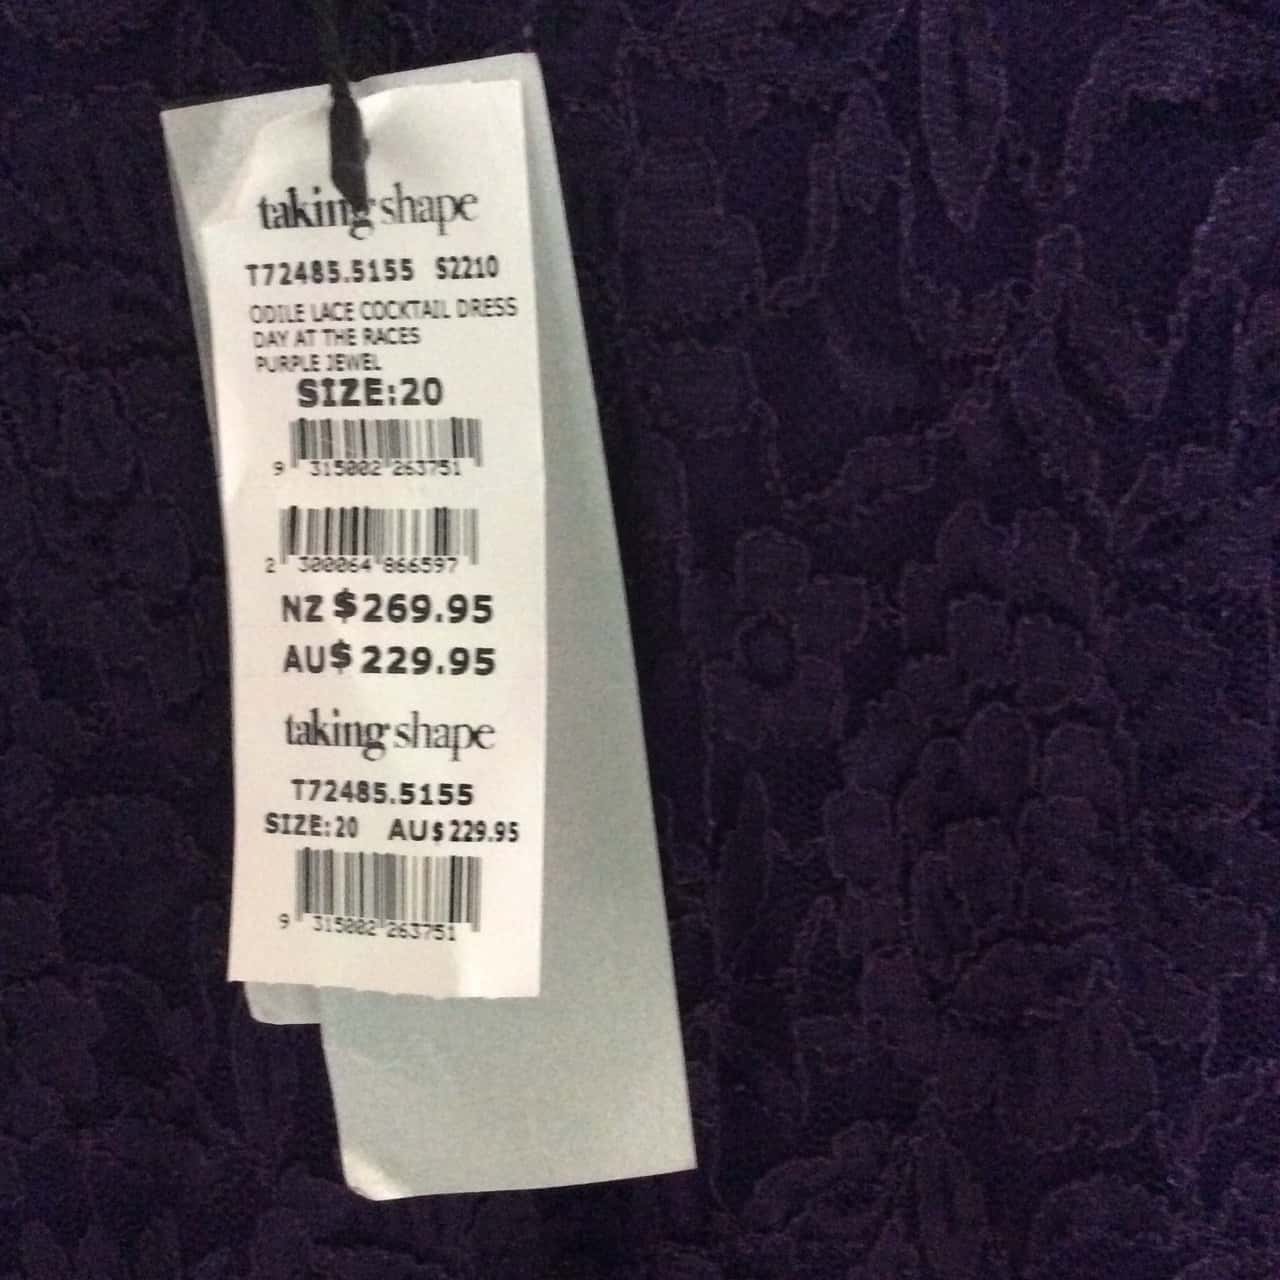 taking shape
T72485.5155 S2210
ODILE LACE COCKTAIL DRESS
DAY AT THE RACES
PURPLE JEWEL
SIZE:20
9 315002 263751
2 300064 866597
NZ $269.95
AU$ 229.95
taking shape
T72485.5155
SIZE:20 AU$229.95
9 315002 263751